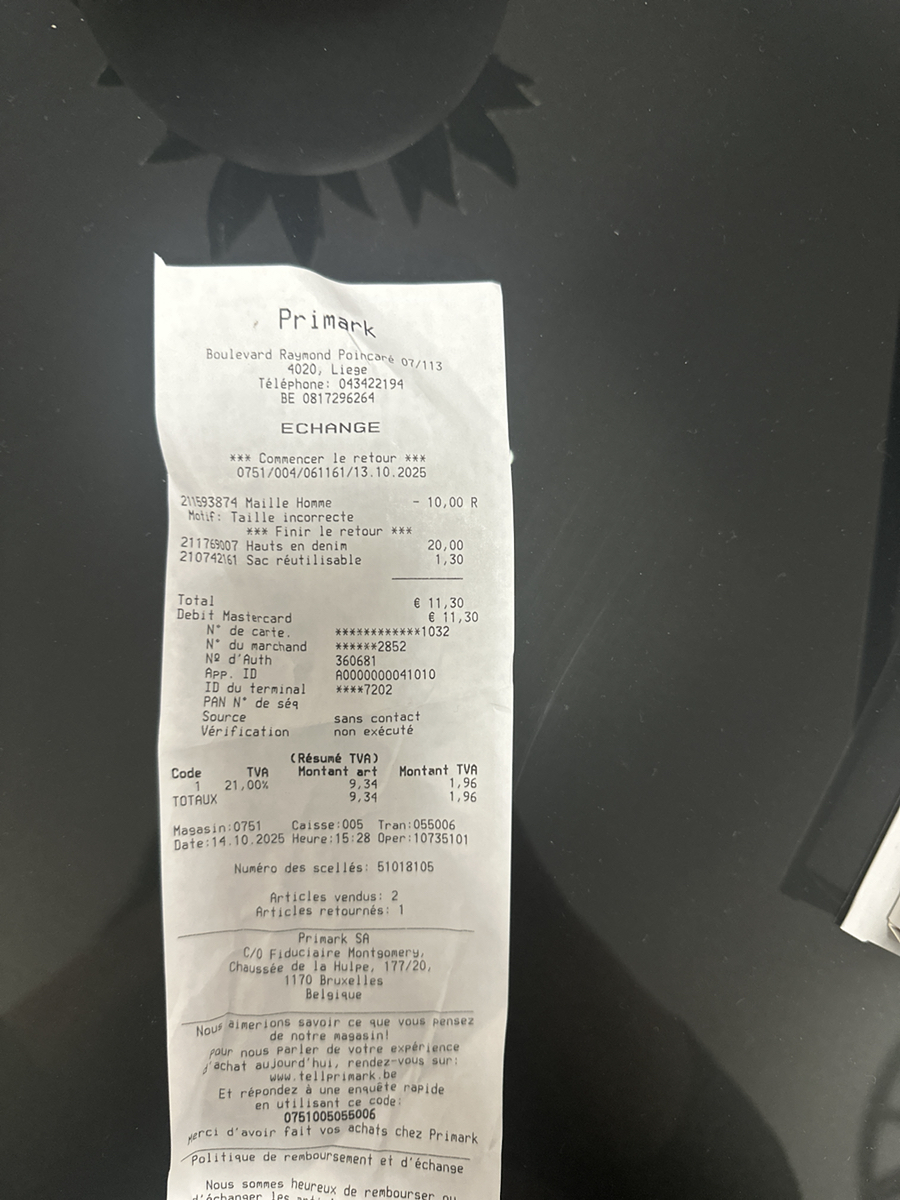 Primark
Boulevard Raymond Poincaré 07/113
4020, Liege
Téléphone: 043422194
BE 0817296264
ECHANGE
*** Commencer le retour ***
0751/004/061161/13.10.2025
211593874 Maille Homme - 10,00 R
Motif: Taille incorrecte
*** Finir le retour ***
211769007 Hauts en denim 20,00
210742161 Sac réutilisable 1,30
Total € 11,30
Debit Mastercard € 11,30
N° de carte. ************1032
N° du marchand ******2852
Nº d'Auth 360681
App. ID A0000000041010
ID du terminal ****7202
PAN N° de séq
Source sans contact
Vérification non exécuté
(Résumé TVA)
Code TVA Montant art Montant TVA
1 21,00% 9,34 1,96
TOTAUX 9,34 1,96
Magasin:0751 Caisse:005 Tran:055006
Date:14.10.2025 Heure:15:28 Oper:10735101
Numéro des scellés: 51018105
Articles vendus: 2
Articles retournés: 1
Primark SA
C/O Fiduciaire Montgomery,
Chaussée de la Hulpe, 177/20,
1170 Bruxelles
Belgique
Nous aimerions savoir ce que vous pensez
de notre magasin!
pour nous parler de votre expérience
d'achat aujourd'hui, rendez-vous sur:
www.tellprimark.be
Et répondez à une enquête rapide
en utilisant ce code:
0751005055006
Merci d'avoir fait vos achats chez Primark
Politique de remboursement et d'échange
Nous sommes heureux de rembourser ou
d'échanger les